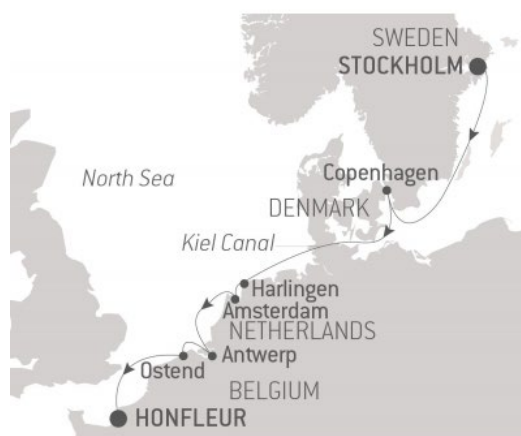 SWEDEN
STOCKHOLM
Copenhagen
North Sea
DENMARK
Kiel Canal
Harlingen
Amsterdam
NETHERLANDS
Antwerp
Ostend
BELGIUM
HONFLEUR